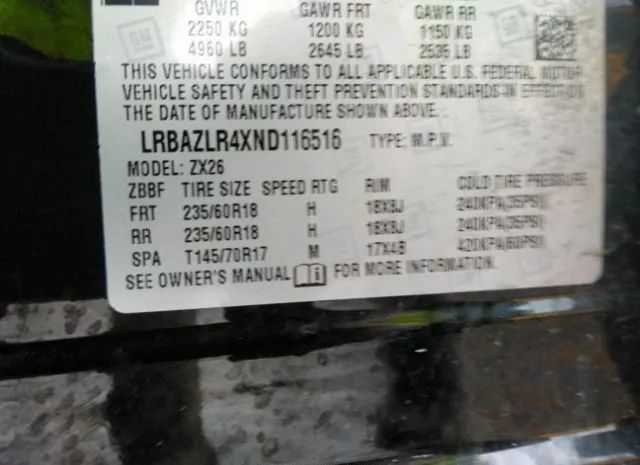 GVWR GAWR FRT GAWR RR
2250 KG 1200 KG 1150 KG
4960 LB 2645 LB 2535 LB
THIS VEHICLE CONFORMS TO ALL APPLICABLE U.S. FEDERAL MOTOR
VEHICLE SAFETY AND THEFT PREVENTION STANDARDS IN EFFECT ON
THE DATE OF MANUFACTURE SHOWN ABOVE.
LRBAZLR4XND116516 TYPE: M.P.V.
MODEL: ZX26
ZBBF TIRE SIZE SPEED RTG RIM COLD TIRE PRESSURE
FRT 235/60R18 H 18X8J 240KPA(35PSI)
RR 235/60R18 H 18X8J 240KPA(35PSI)
SPA T145/70R17 M 17X4B 420KPA(60PSI)
SEE OWNER'S MANUAL FOR MORE INFORMATION.